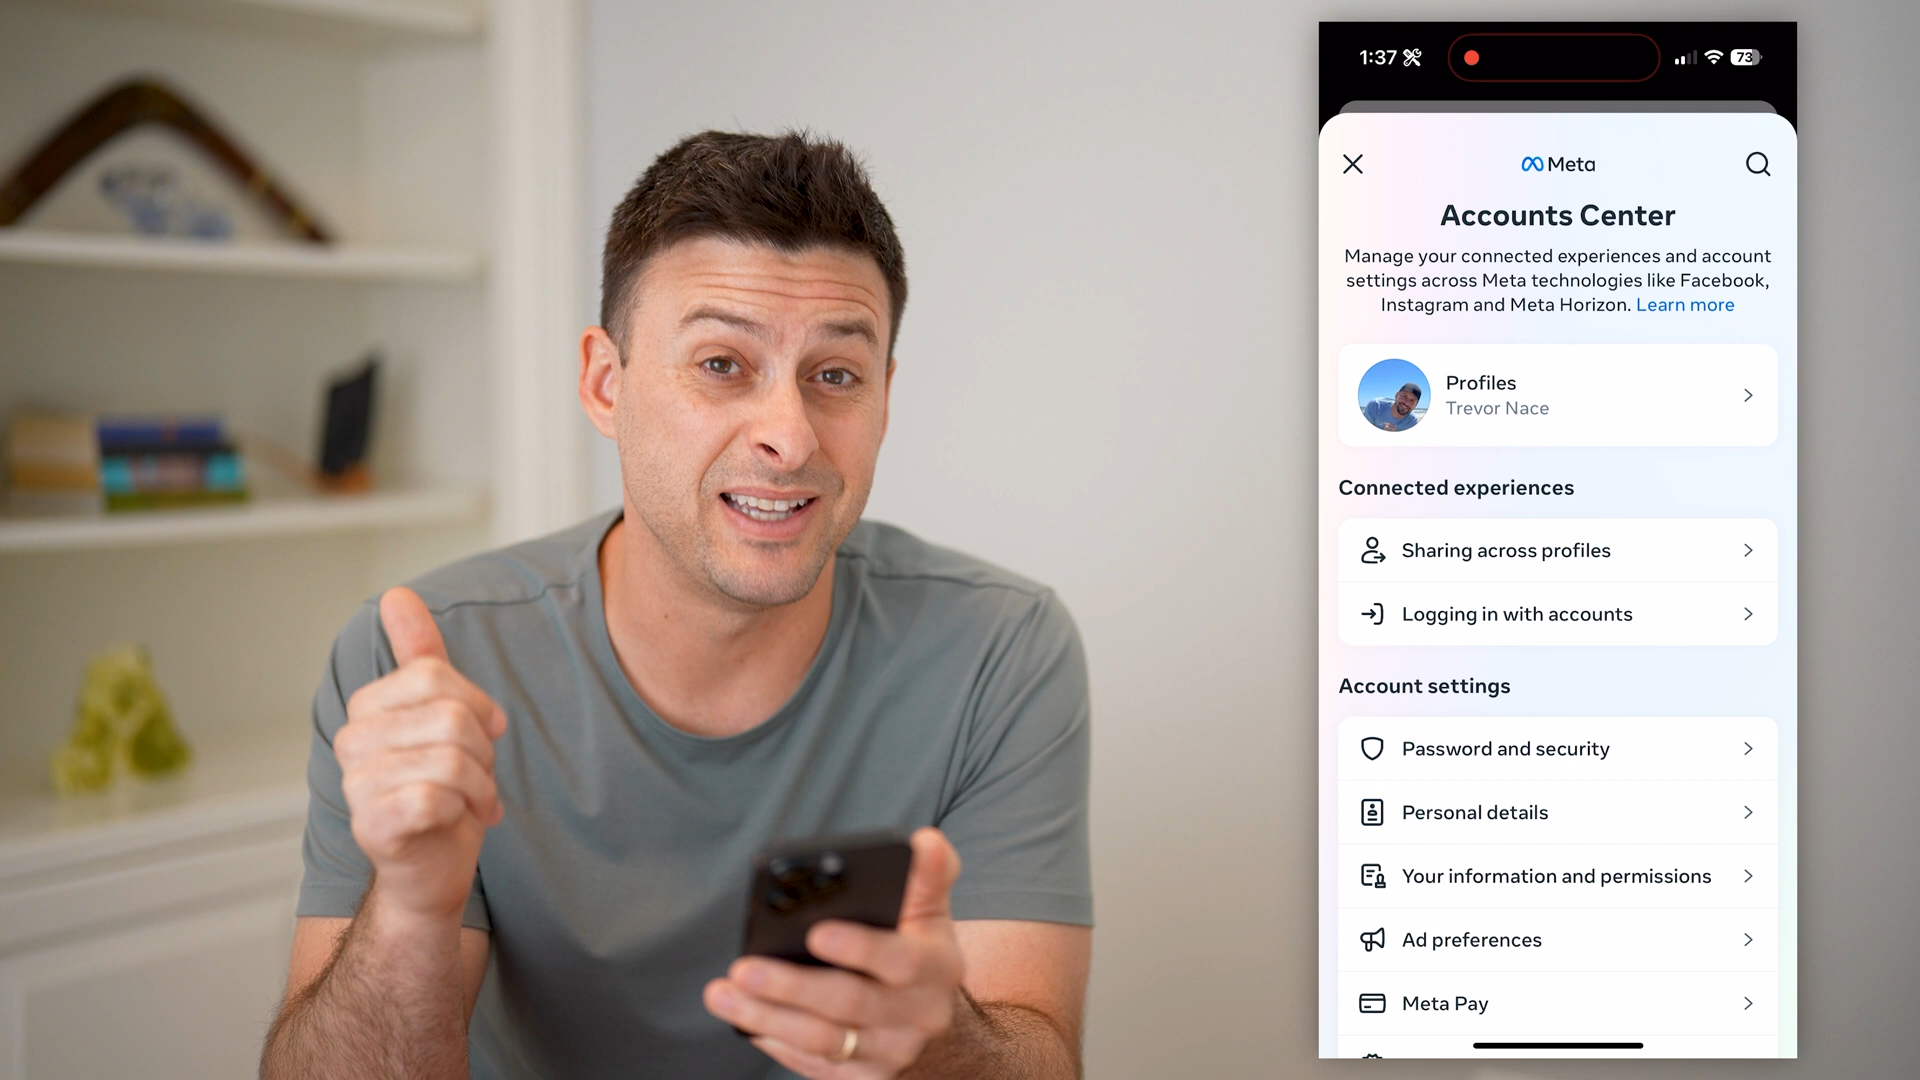 1:37
73
Meta
Accounts Center
Manage your connected experiences and account
settings across Meta technologies like Facebook,
Instagram and Meta Horizon. Learn more
Profiles
Trevor Nace
Connected experiences
Sharing across profiles
Logging in with accounts
Account settings
Password and security
Personal details
Your information and permissions
Ad preferences
Meta Pay